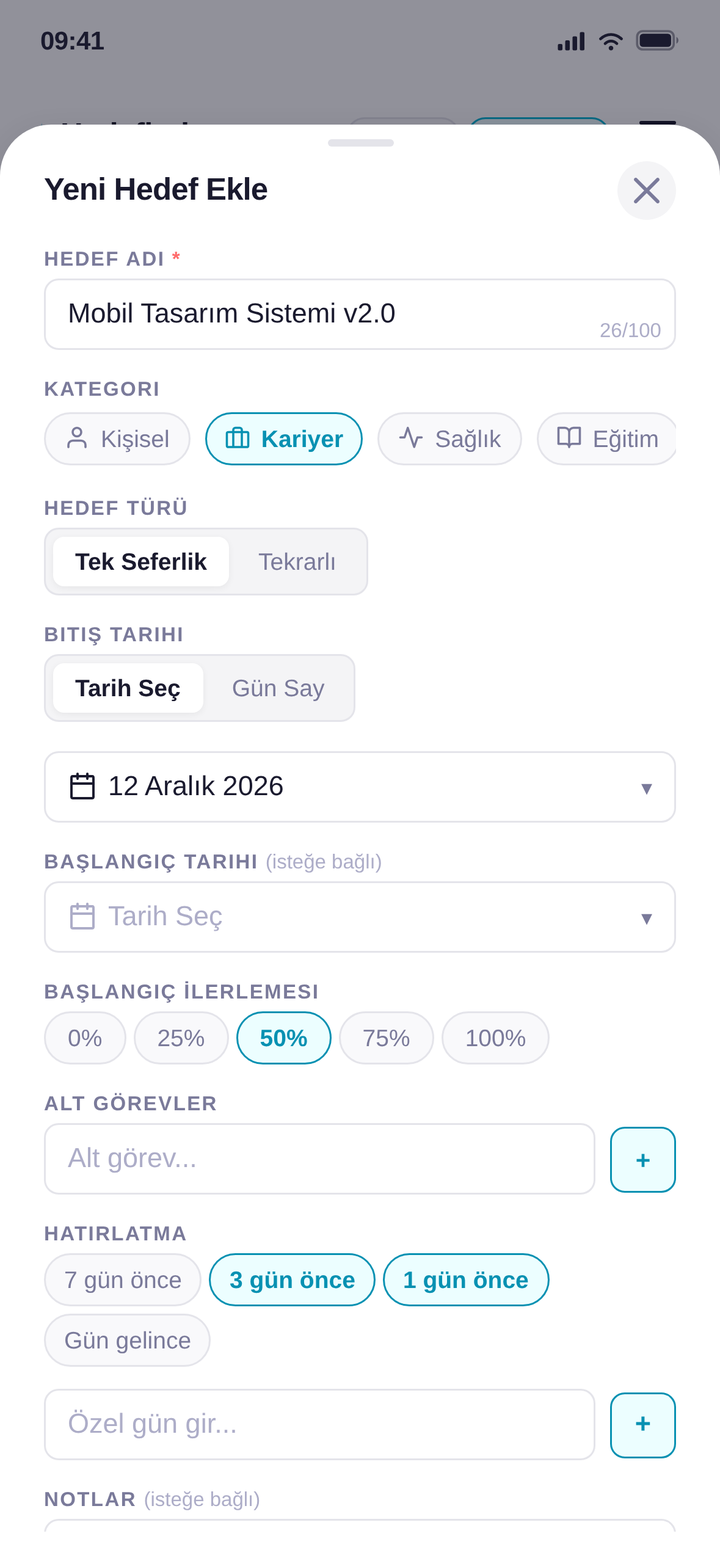 09:41
Yeni Hedef Ekle
HEDEF ADI *
Mobil Tasarım Sistemi v2.0
26/100
KATEGORI
Kişisel Kariyer Sağlık Eğitim
HEDEF TÜRÜ
Tek Seferlik Tekrarlı
BITIŞ TARIHI
Tarih Seç Gün Say
12 Aralık 2026
BAŞLANGIÇ TARIHI (isteğe bağlı)
Tarih Seç
BAŞLANGIÇ İLERLEMESI
0% 25% 50% 75% 100%
ALT GÖREVLER
Alt görev... +
HATIRLATMA
7 gün önce 3 gün önce 1 gün önce
Gün gelince
Özel gün gir... +
NOTLAR (isteğe bağlı)